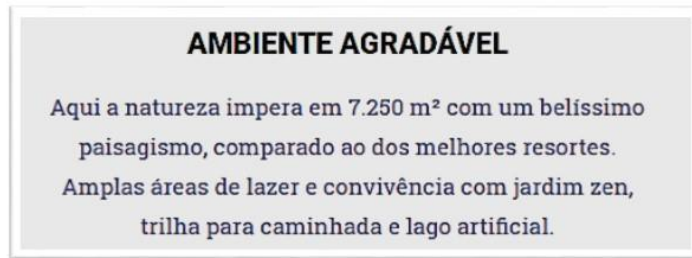 AMBIENTE AGRADÁVEL
Aqui a natureza impera em 7.250 m² com um belíssimo
paisagismo, comparado ao dos melhores resortes.
Amplas áreas de lazer e convivência com jardim zen,
trilha para caminhada e lago artificial.